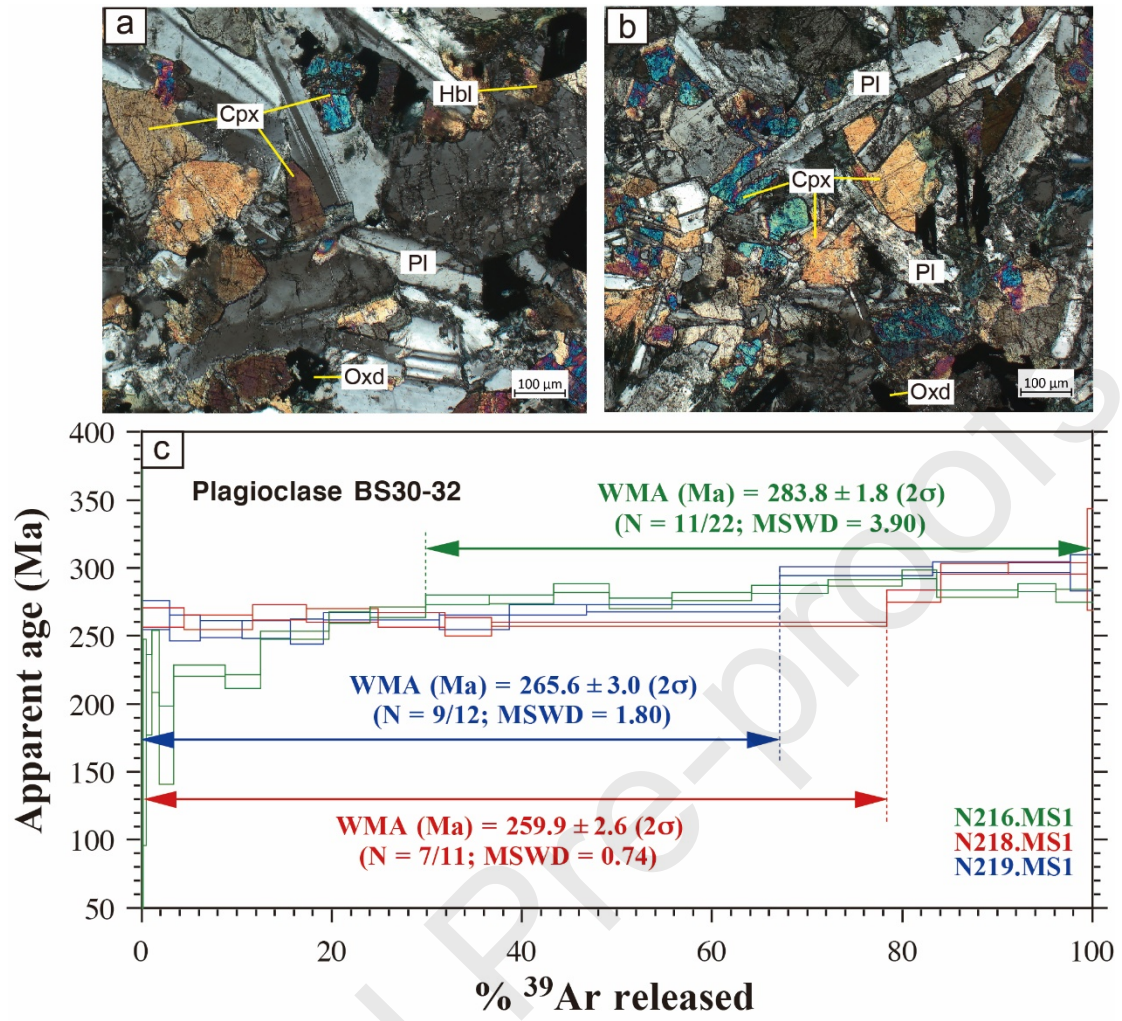 a
Cpx
Hbl
Pl
Oxd
100 µm
b
Pl
Cpx
Pl
Oxd
100 µm
c
Plagioclase BS30-32
WMA (Ma) = 283.8 ± 1.8 (2σ)
(N = 11/22; MSWD = 3.90)
WMA (Ma) = 265.6 ± 3.0 (2σ)
(N = 9/12; MSWD = 1.80)
WMA (Ma) = 259.9 ± 2.6 (2σ)
(N = 7/11; MSWD = 0.74)
N216.MS1
N218.MS1
N219.MS1
Apparent age (Ma)
400
350
300
250
200
150
100
50
0 20 40 60 80 100
% ³⁹Ar released
Pre-proofs